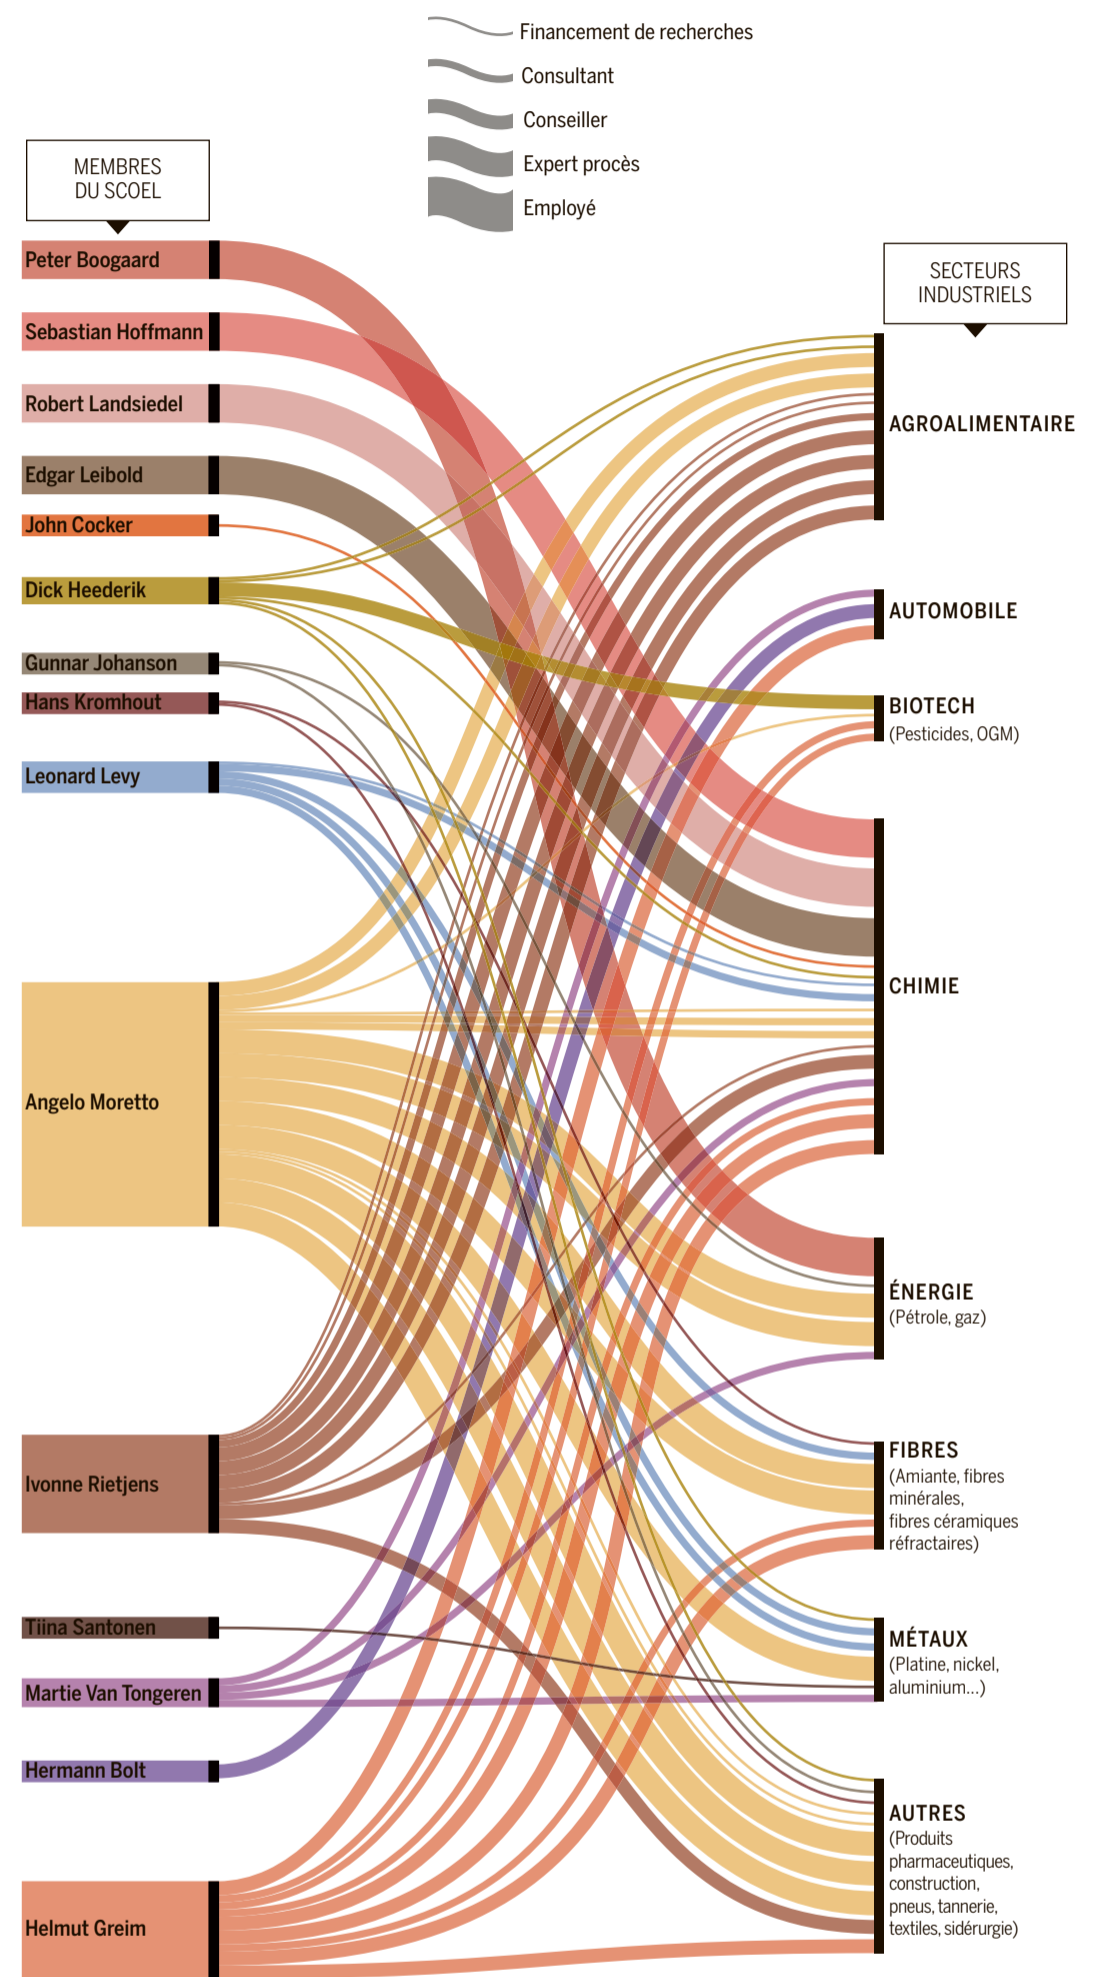 Financement de recherches
Consultant
Conseiller
Expert procès
Employé
MEMBRES
DU SCOEL
Peter Boogaard
Sebastian Hoffmann
Robert Landsiedel
Edgar Leibold
John Cocker
Dick Heederik
Gunnar Johanson
Hans Kromhout
Leonard Levy
Angelo Moretto
Ivonne Rietjens
Tiina Santonen
Martie Van Tongeren
Hermann Bolt
Helmut Greim
SECTEURS
INDUSTRIELS
AGROALIMENTAIRE
AUTOMOBILE
BIOTECH
(Pesticides, OGM)
CHIMIE
ÉNERGIE
(Pétrole, gaz)
FIBRES
(Amiante, fibres
minérales,
fibres céramiques
réfractaires)
MÉTAUX
(Platine, nickel,
aluminium...)
AUTRES
(Produits
pharmaceutiques,
construction,
pneus, tannerie,
textiles, sidérurgie)